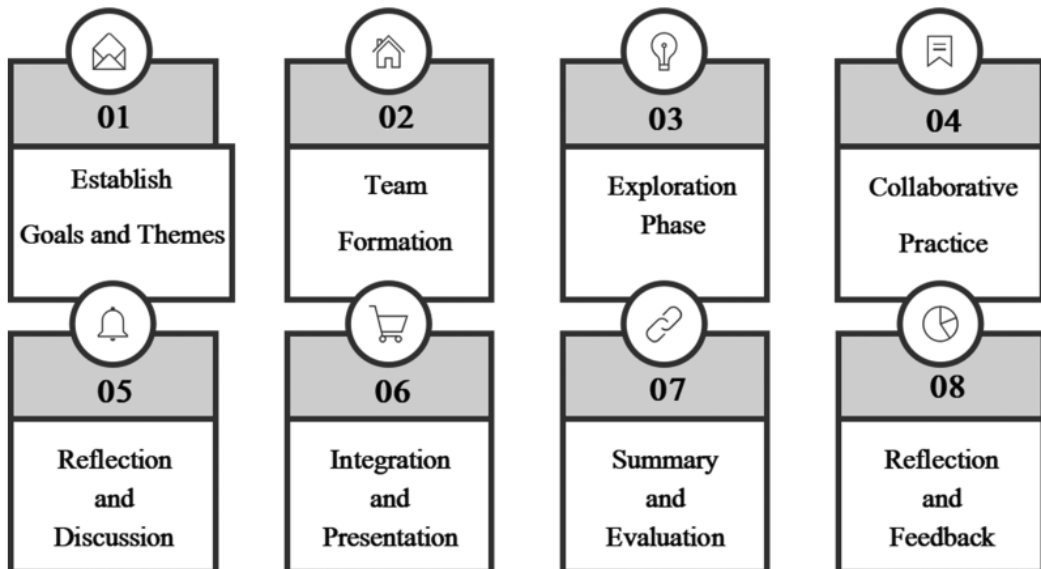 01
Establish
Goals and Themes
02
Team
Formation
03
Exploration
Phase
04
Collaborative
Practice
05
Reflection
and
Discussion
06
Integration
and
Presentation
07
Summary
and
Evaluation
08
Reflection
and
Feedback